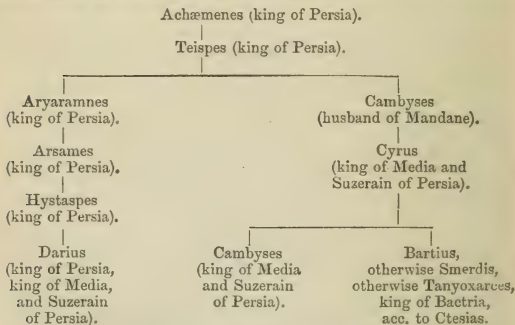 Achæmenes (king of Persia).
Teispes (king of Persia).
Aryaramnes
(king of Persia).
Arsames
(king of Persia).
Hystaspes
(king of Persia).
Darius
(king of Persia,
king of Media,
and Suzerain
of Persia).
Cambyses
(husband of Mandane).
Cyrus
(king of Media and
Suzerain of Persia).
Cambyses
(king of Media
and Suzerain
of Persia).
Bartius,
otherwise Smerdis,
otherwise Tanyoxarces,
king of Bactria,
acc. to Ctesias.